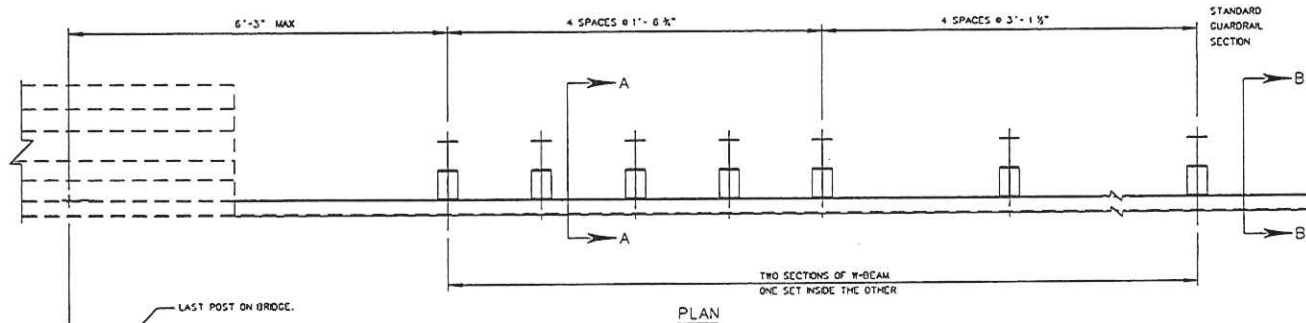 6'-3" MAX
4 SPACES @ 1'- 6 ¾"
4 SPACES @ 3'- 1 ½"
STANDARD
GUARDRAIL
SECTION
A
B
A
B
TWO SECTIONS OF W-BEAM
ONE SET INSIDE THE OTHER
LAST POST ON BRIDGE.
PLAN